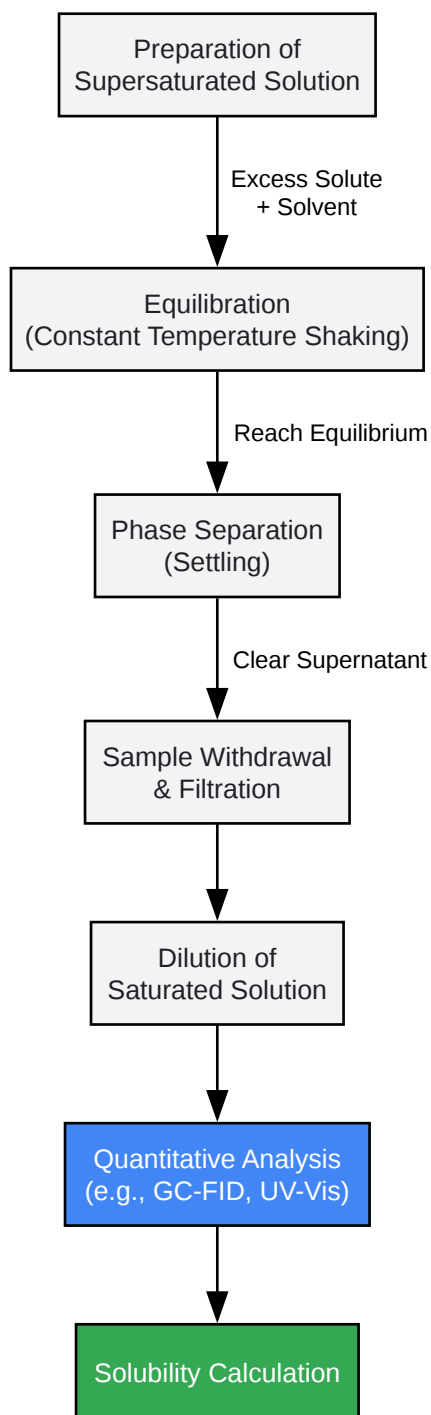 Preparation of
Supersaturated Solution
Excess Solute
+ Solvent
Equilibration
(Constant Temperature Shaking)
Reach Equilibrium
Phase Separation
(Settling)
Clear Supernatant
Sample Withdrawal
& Filtration
Dilution of
Saturated Solution
Quantitative Analysis
(e.g., GC-FID, UV-Vis)
Solubility Calculation